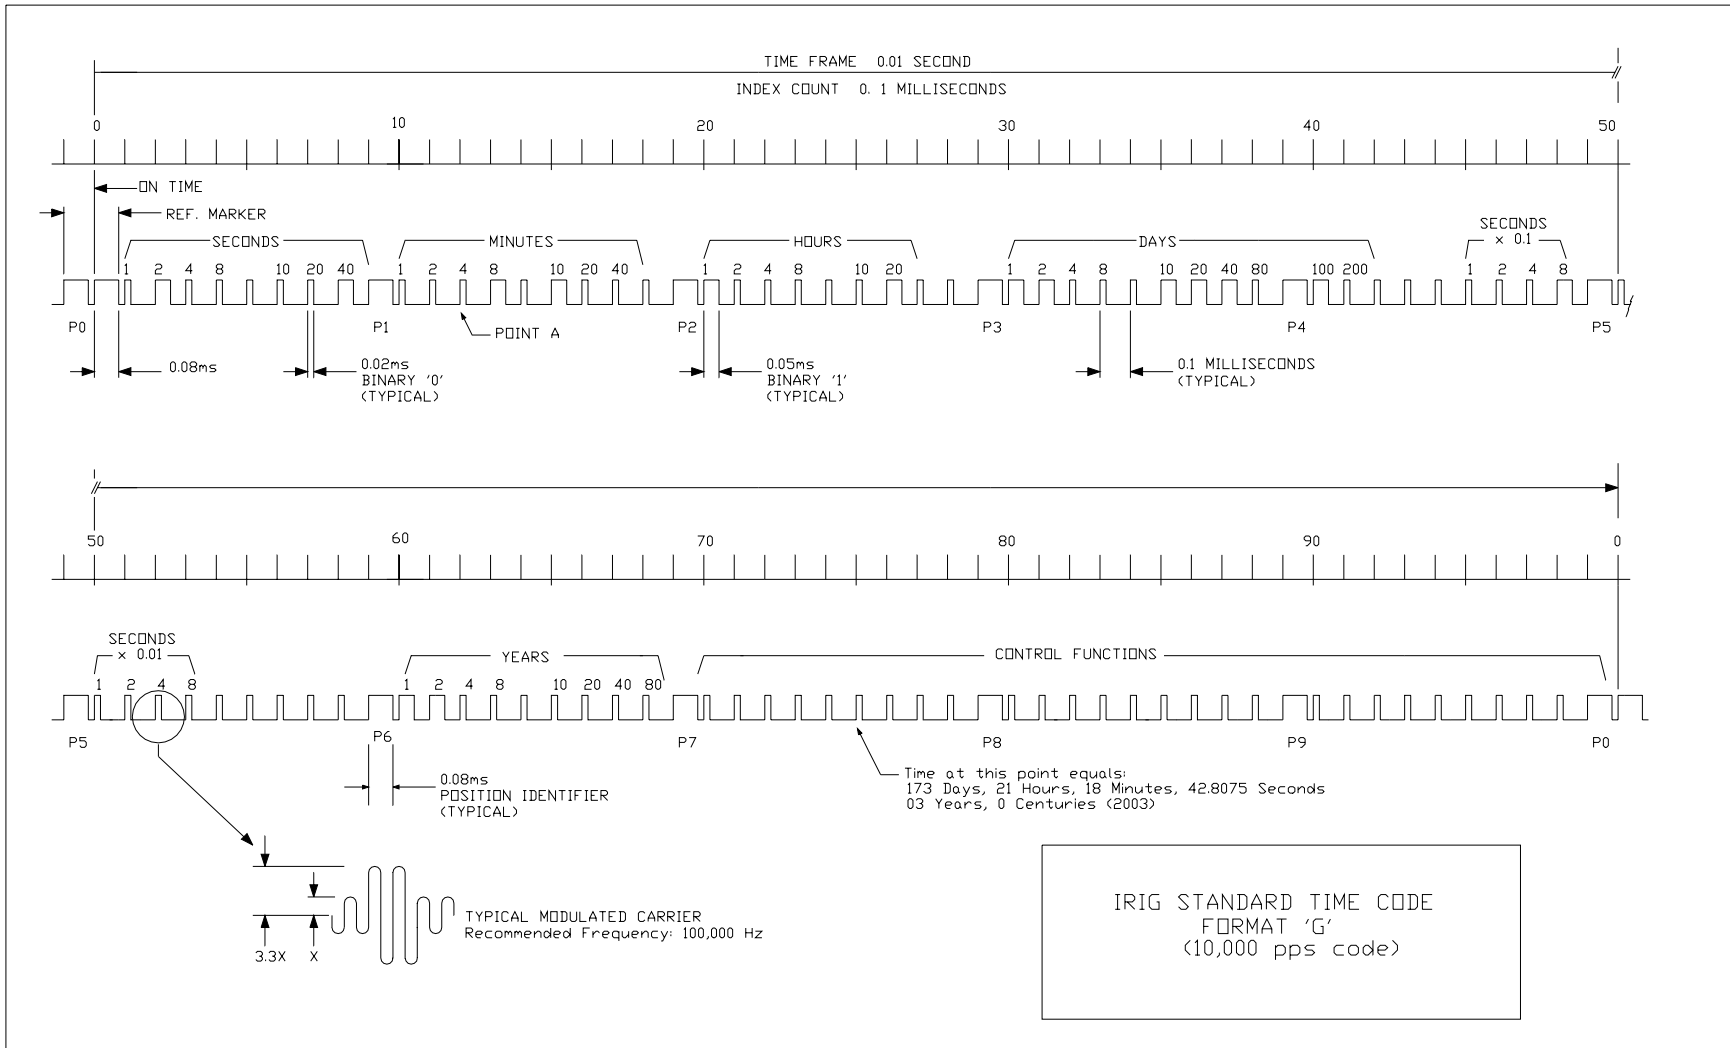 TIME FRAME 0.01 SECOND
INDEX COUNT 0. 1 MILLISECONDS
0 10 20 30 40 50
ON TIME
REF. MARKER
SECONDS MINUTES HOURS DAYS SECONDS
× 0.1
1 2 4 8 10 20 40 1 2 4 8 10 20 40 1 2 4 8 10 20 1 2 4 8 10 20 40 80 100 200 1 2 4 8
P0 P1 P2 P3 P4 P5
POINT A
0.08ms
0.02ms
BINARY '0'
(TYPICAL)
0.05ms
BINARY '1'
(TYPICAL)
0.1 MILLISECONDS
(TYPICAL)
50 60 70 80 90 0
SECONDS
× 0.01
YEARS
CONTROL FUNCTIONS
1 2 4 8 1 2 4 8 10 20 40 80
P5 P6 P7 P8 P9 P0
0.08ms
POSITION IDENTIFIER
(TYPICAL)
Time at this point equals:
173 Days, 21 Hours, 18 Minutes, 42.8075 Seconds
03 Years, 0 Centuries (2003)
TYPICAL MODULATED CARRIER
Recommended Frequency: 100,000 Hz
3.3X X
IRIG STANDARD TIME CODE
FORMAT 'G'
(10,000 pps code)